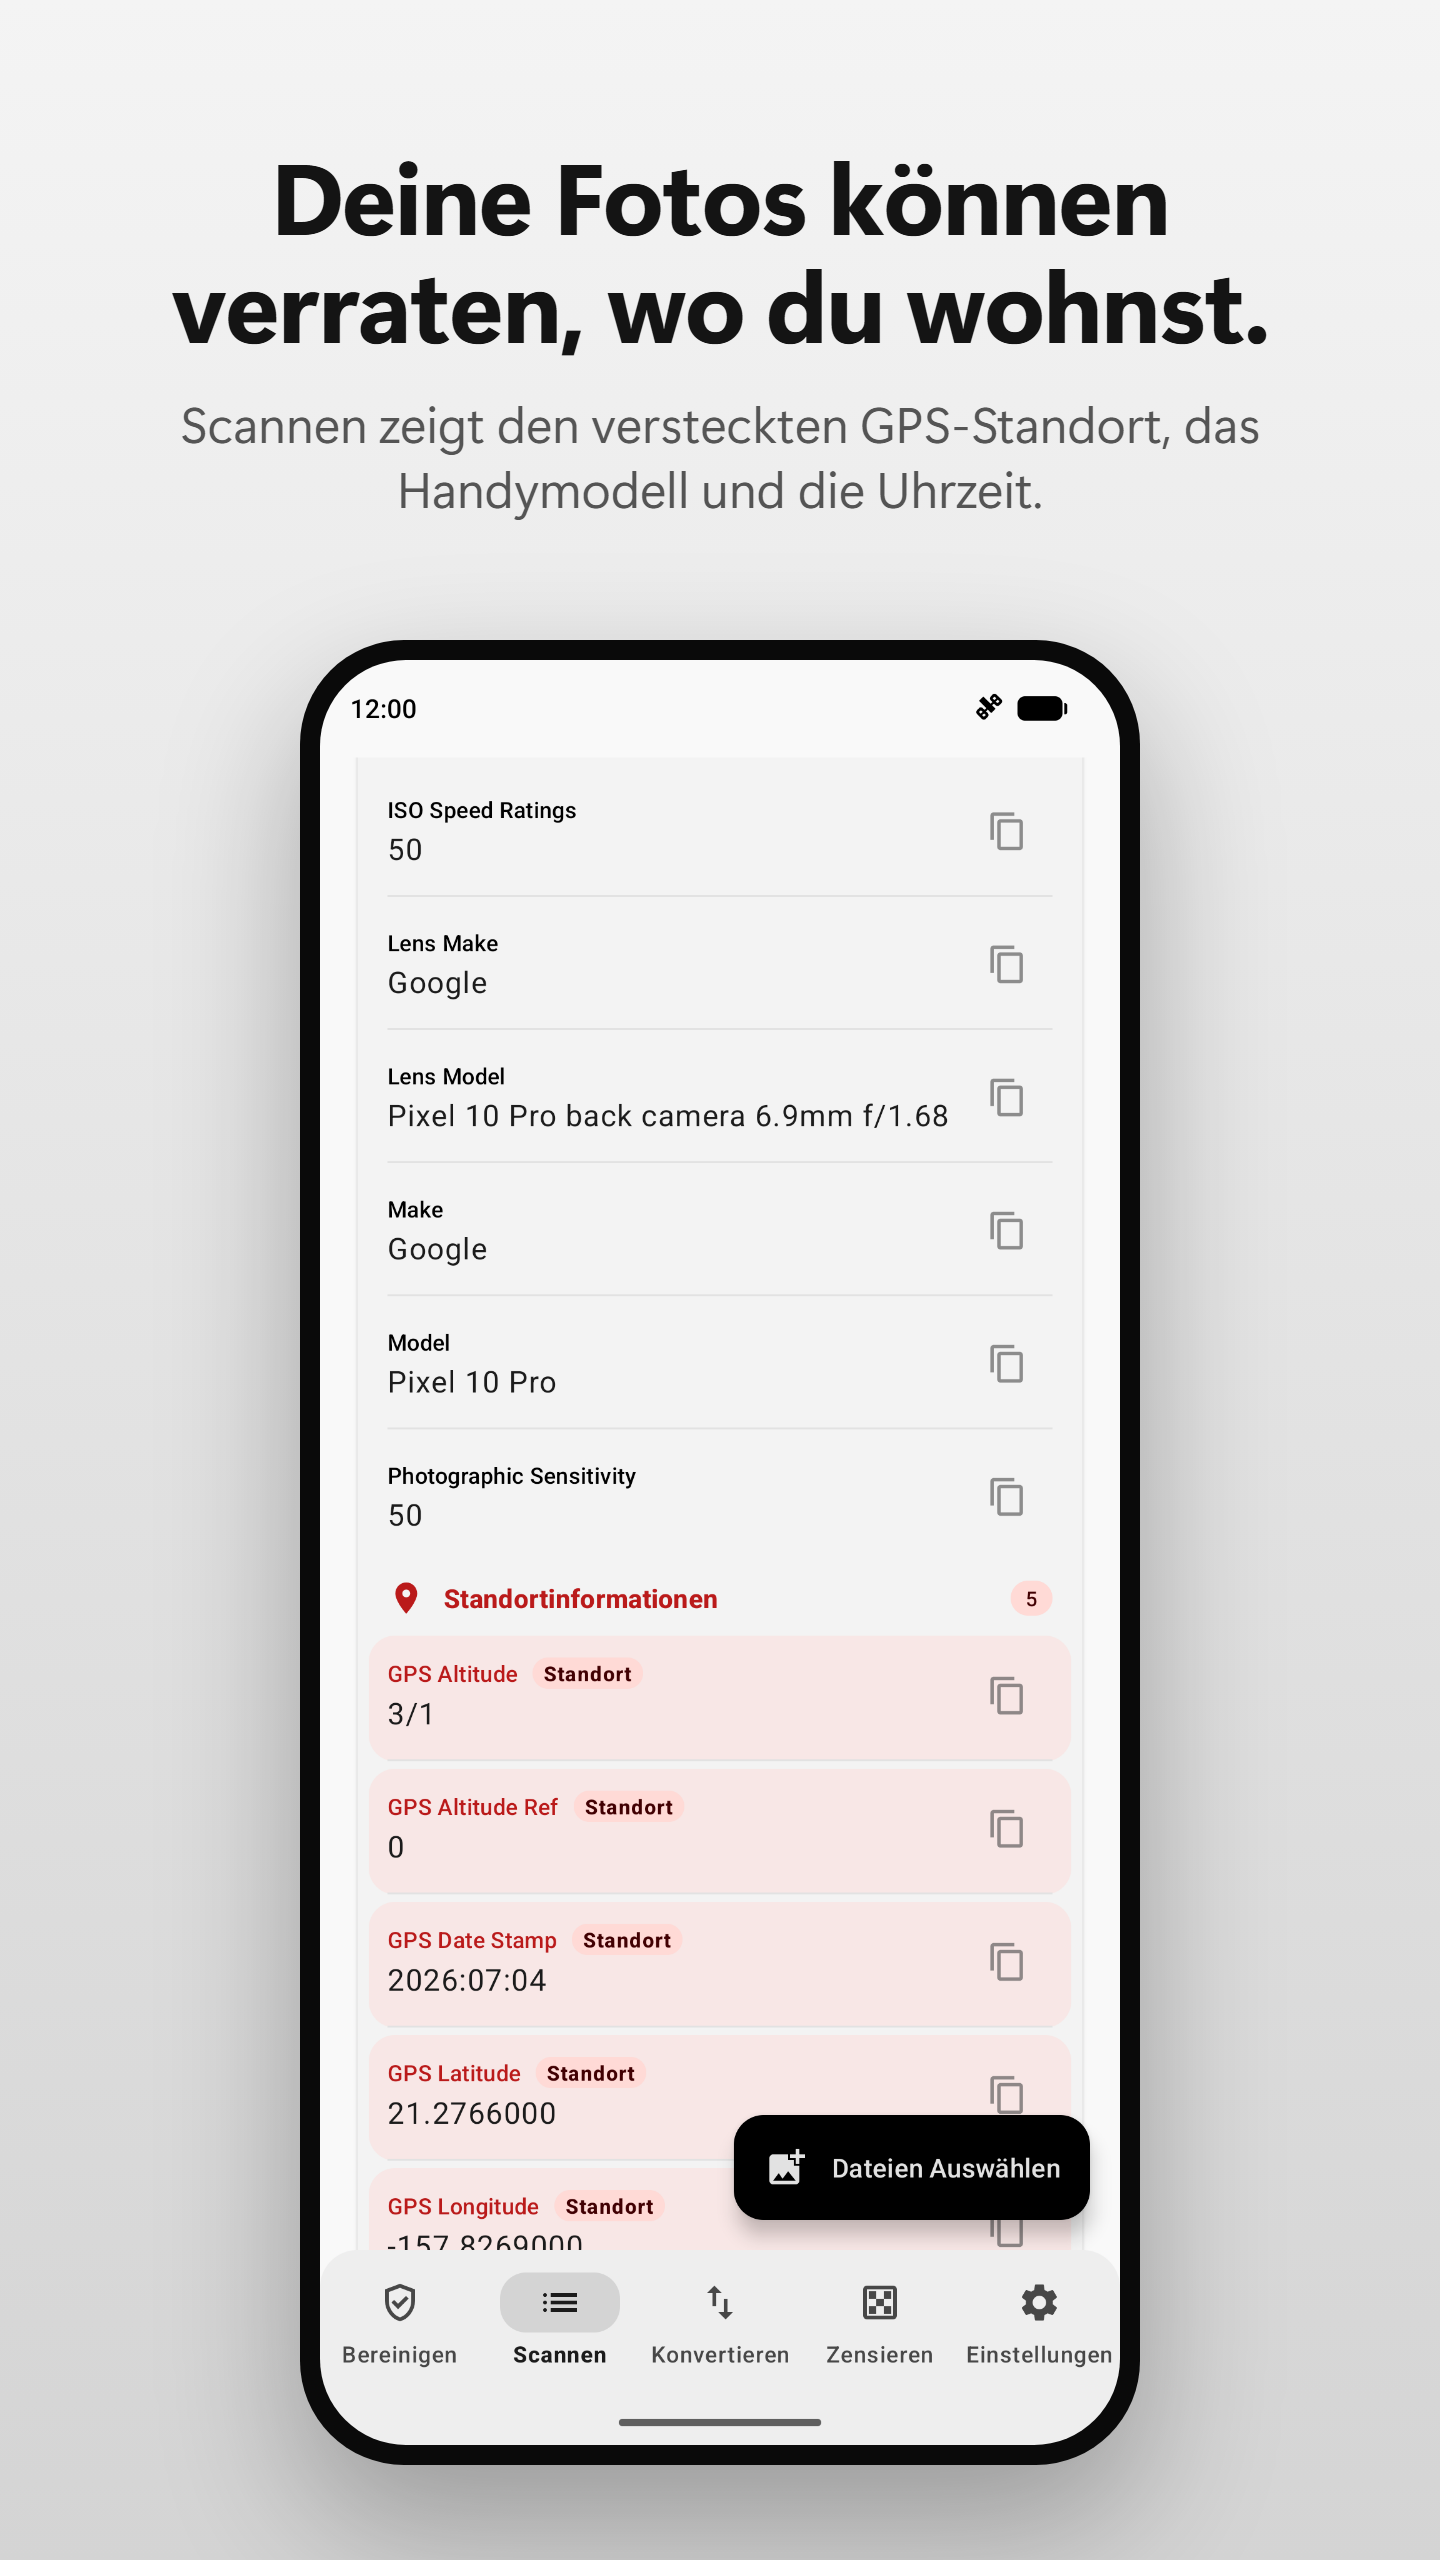 Deine Fotos können
verraten, wo du wohnst.
Scannen zeigt den versteckten GPS-Standort, das
Handymodell und die Uhrzeit.
12:00
ISO Speed Ratings
50
Lens Make
Google
Lens Model
Pixel 10 Pro back camera 6.9mm f/1.68
Make
Google
Model
Pixel 10 Pro
Photographic Sensitivity
50
Standortinformationen 5
GPS Altitude Standort
3/1
GPS Altitude Ref Standort
0
GPS Date Stamp Standort
2026:07:04
GPS Latitude Standort
21.2766000
Dateien Auswählen
GPS Longitude Standort
-157.8269000
Bereinigen Scannen Konvertieren Zensieren Einstellungen